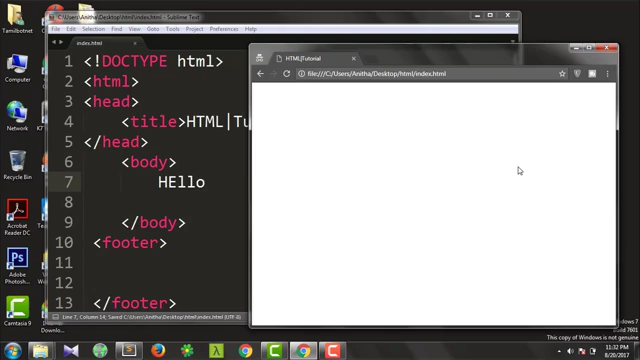 Tamilbotnet
C:\Users\Anitha\Desktop\html\index.html - Sublime Text
File Edit Selection Find View Goto Tools Project Preferences Help
index.html
1 <!DOCTYPE html>
2 <html>
3 <head>
4 <title>HTML|Tu
5 </head>
6 <body>
7 HEllo
8
9 </body>
10 <footer>
11
12
13 </footer>
Line 7, Column 14; Saved C:\Users\Anitha\Desktop\html\index.html (UTF-8)
HTML|Tutorial
file:///C:/Users/Anitha/Desktop/html/index.html
Computer
Network
Recycle Bin
Acrobat
Reader DC
Adobe
Photosh...
Camtasia 9
Downlo...
This copy of Windows is not genuine
11:32 PM